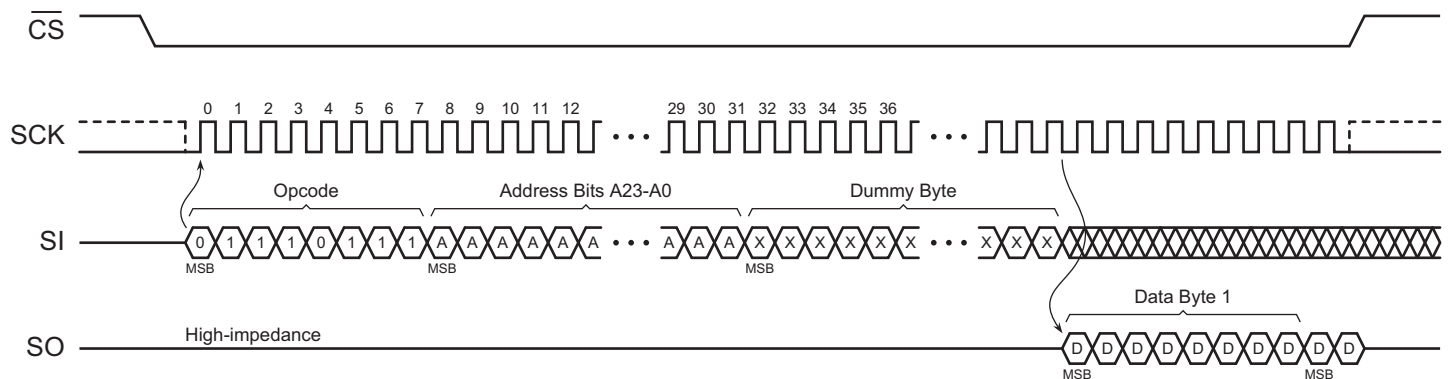 CS
0 1 2 3 4 5 6 7 8 9 10 11 12 29 30 31 32 33 34 35 36
SCK
Opcode Address Bits A23-A0 Dummy Byte
SI 0 1 1 1 0 1 1 1 A A A A A A A A A X X X X X X X X X
MSB MSB MSB
Data Byte 1
High-impedance
SO D D D D D D D D D D
MSB MSB